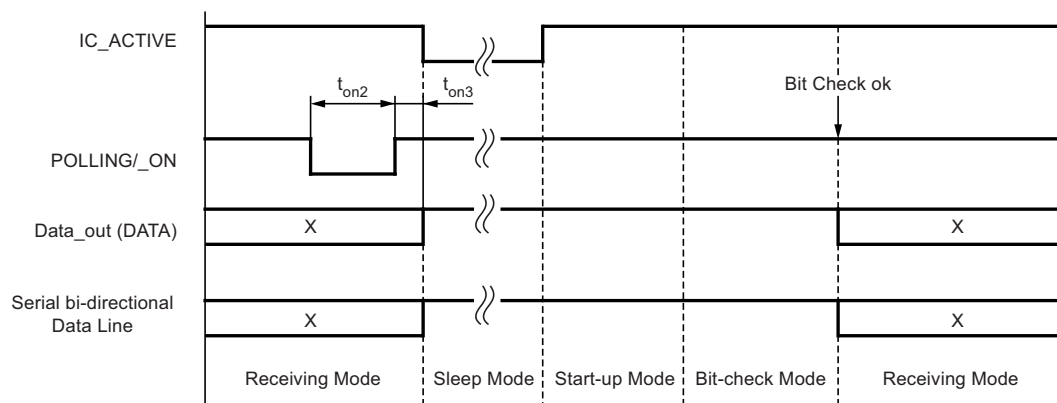 IC_ACTIVE
t_on2 t_on3
Bit Check ok
POLLING/_ON
Data_out (DATA)
X X
Serial bi-directional
Data Line
X X
Receiving Mode Sleep Mode Start-up Mode Bit-check Mode Receiving Mode